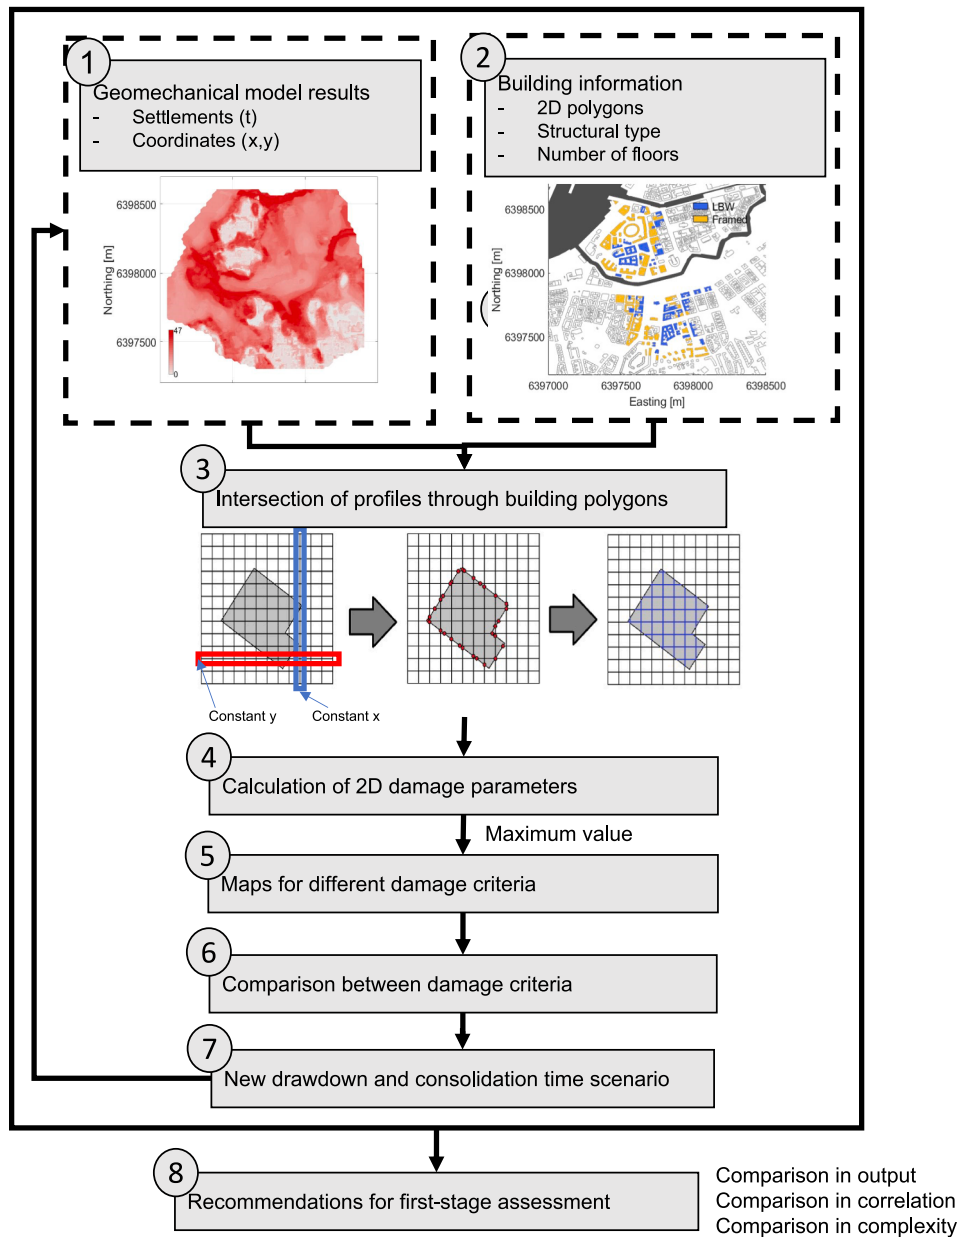 1
Geomechanical model results
- Settlements (t)
- Coordinates (x,y)
6398500
6398000
6397500
Northing [m]
47
0
2
Building information
- 2D polygons
- Structural type
- Number of floors
LBW
Framed
6398500
6398000
6397500
Northing [m]
6397000 6397500 6398000 6398500
Easting [m]
3
Intersection of profiles through building polygons
Constant y
Constant x
4
Calculation of 2D damage parameters
Maximum value
5
Maps for different damage criteria
6
Comparison between damage criteria
7
New drawdown and consolidation time scenario
8
Recommendations for first-stage assessment
Comparison in output
Comparison in correlation
Comparison in complexity